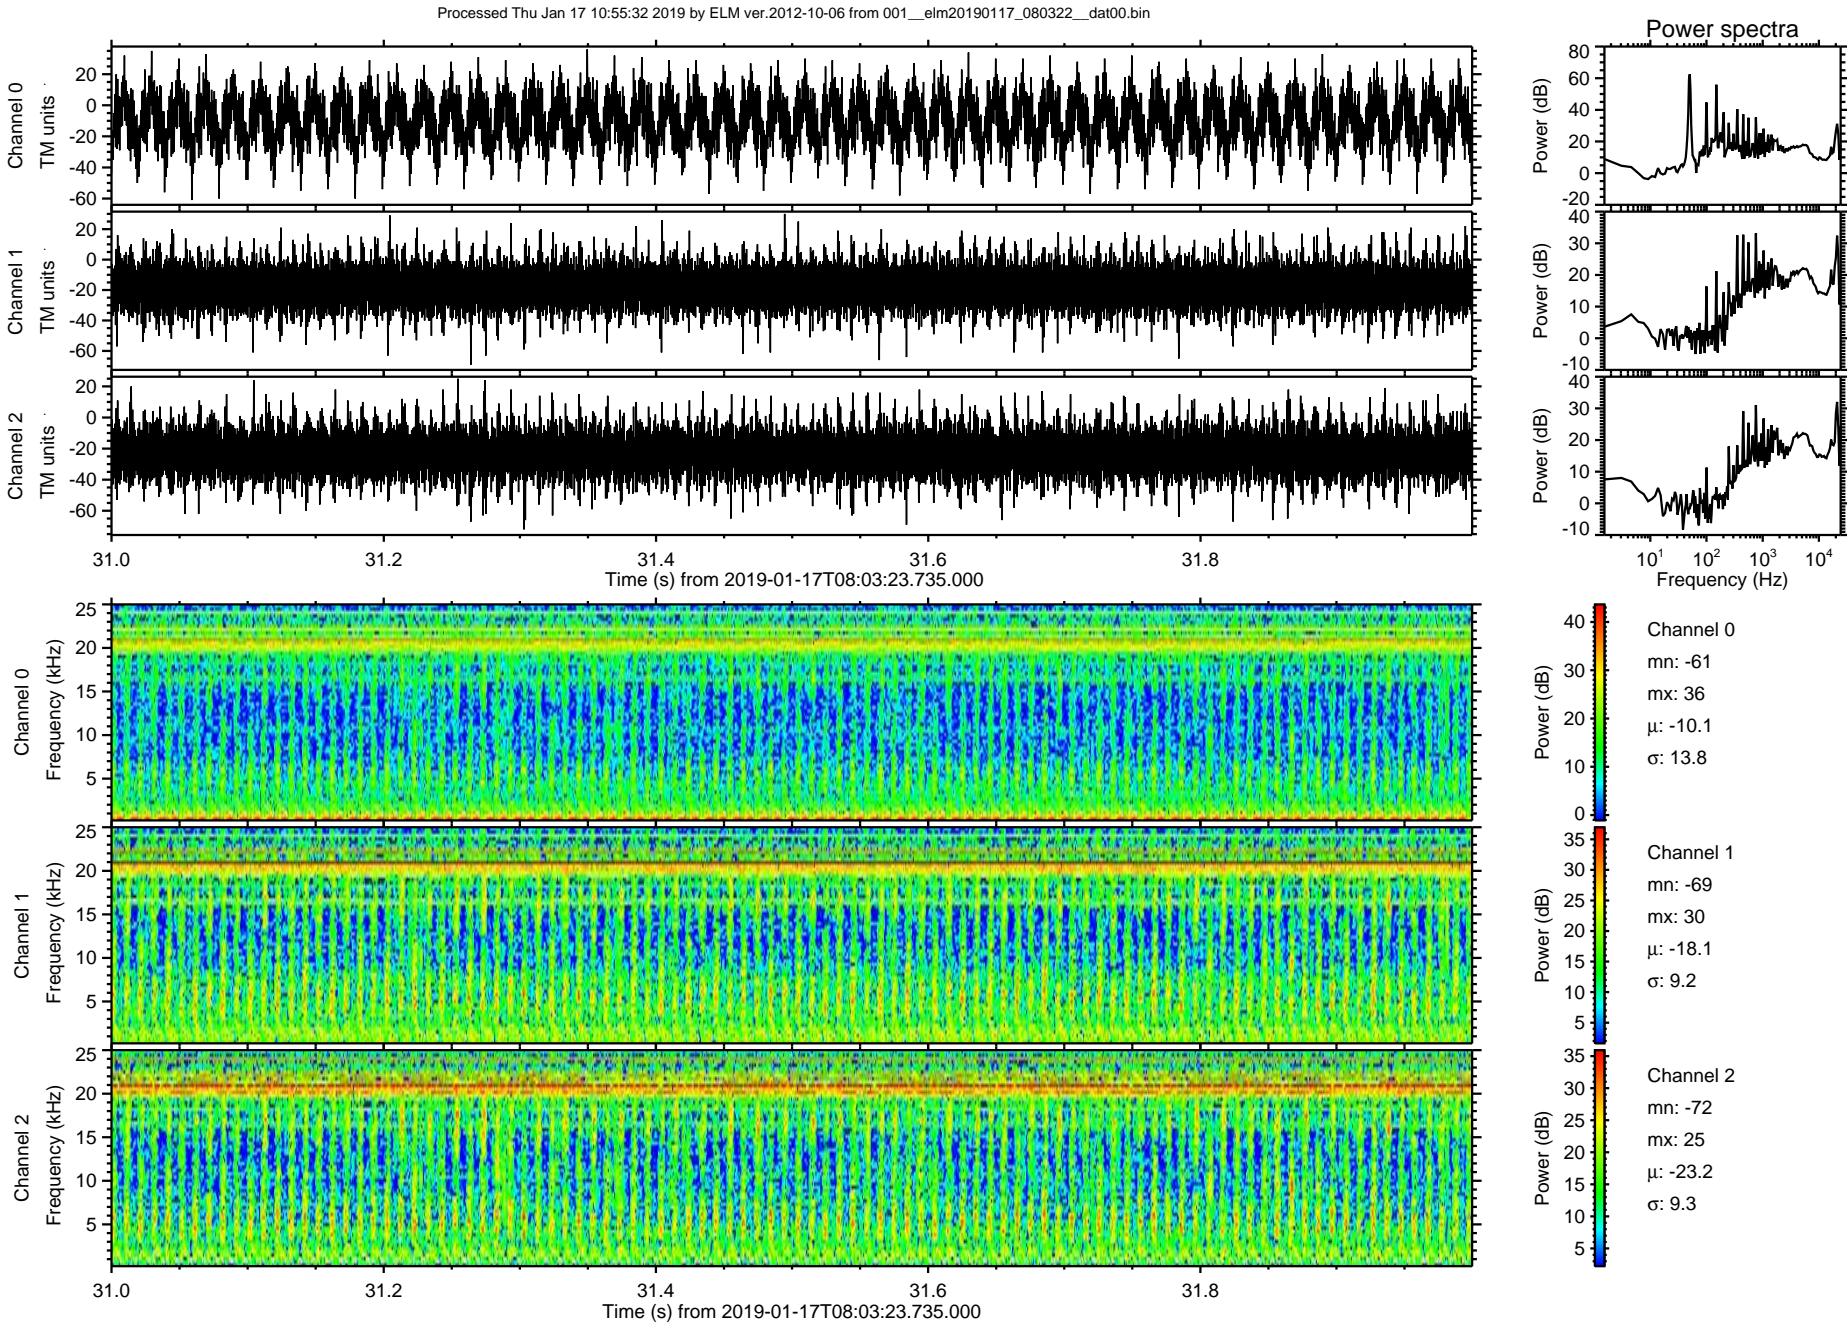 Processed Thu Jan 17 10:55:32 2019 by ELM ver.2012-10-06 from 001__elm20190117_080322__dat00.bin
Power spectra
Channel 0
TM units
20
0
-20
-40
-60
Power (dB)
80
60
40
20
0
-20
Channel 1
TM units
20
0
-20
-40
-60
Power (dB)
40
30
20
10
0
-10
Channel 2
TM units
20
0
-20
-40
-60
Power (dB)
40
30
20
10
0
-10
31.0 31.2 31.4 31.6 31.8
Time (s) from 2019-01-17T08:03:23.735.000
10^1 10^2 10^3 10^4
Frequency (Hz)
Channel 0
Frequency (kHz)
25
20
15
10
5
Power (dB)
40
30
20
10
0
Channel 0
mn: -61
mx: 36
μ: -10.1
σ: 13.8
Channel 1
Frequency (kHz)
25
20
15
10
5
Power (dB)
35
30
25
20
15
10
5
Channel 1
mn: -69
mx: 30
μ: -18.1
σ: 9.2
Channel 2
Frequency (kHz)
25
20
15
10
5
Power (dB)
35
30
25
20
15
10
5
Channel 2
mn: -72
mx: 25
μ: -23.2
σ: 9.3
31.0 31.2 31.4 31.6 31.8
Time (s) from 2019-01-17T08:03:23.735.000